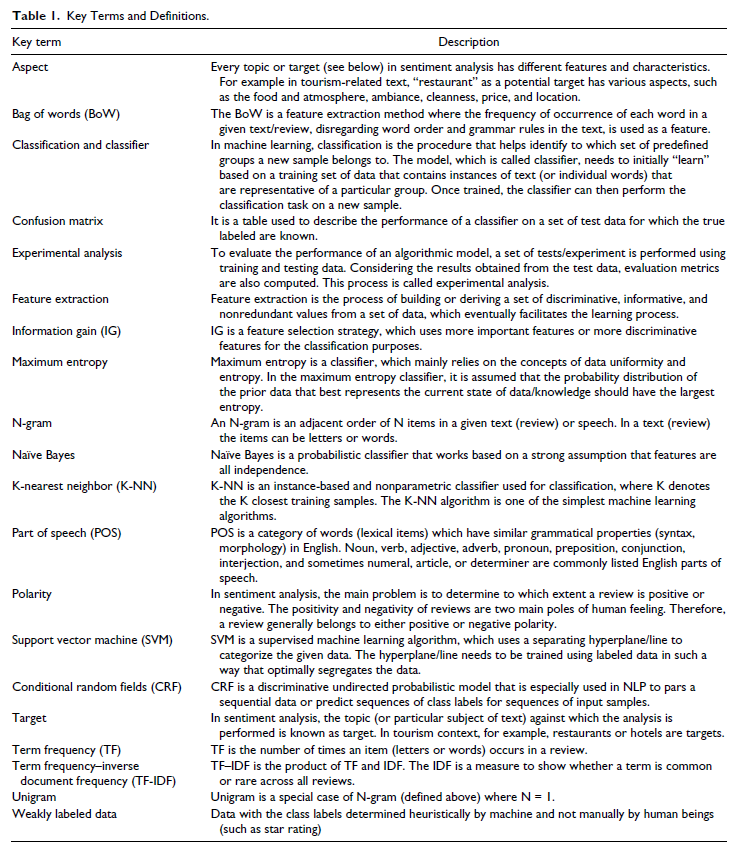 Table 1. Key Terms and Definitions.
Key term Description
Aspect Every topic or target (see below) in sentiment analysis has different features and characteristics.
For example in tourism-related text, “restaurant” as a potential target has various aspects, such
as the food and atmosphere, ambiance, cleanness, price, and location.
Bag of words (BoW) The BoW is a feature extraction method where the frequency of occurrence of each word in a
given text/review, disregarding word order and grammar rules in the text, is used as a feature.
Classification and classifier In machine learning, classification is the procedure that helps identify to which set of predefined
groups a new sample belongs to. The model, which is called classifier, needs to initially “learn”
based on a training set of data that contains instances of text (or individual words) that
are representative of a particular group. Once trained, the classifier can then perform the
classification task on a new sample.
Confusion matrix It is a table used to describe the performance of a classifier on a set of test data for which the true
labeled are known.
Experimental analysis To evaluate the performance of an algorithmic model, a set of tests/experiment is performed using
training and testing data. Considering the results obtained from the test data, evaluation metrics
are also computed. This process is called experimental analysis.
Feature extraction Feature extraction is the process of building or deriving a set of discriminative, informative, and
nonredundant values from a set of data, which eventually facilitates the learning process.
Information gain (IG) IG is a feature selection strategy, which uses more important features or more discriminative
features for the classification purposes.
Maximum entropy Maximum entropy is a classifier, which mainly relies on the concepts of data uniformity and
entropy. In the maximum entropy classifier, it is assumed that the probability distribution of
the prior data that best represents the current state of data/knowledge should have the largest
entropy.
N-gram An N-gram is an adjacent order of N items in a given text (review) or speech. In a text (review)
the items can be letters or words.
Naïve Bayes Naïve Bayes is a probabilistic classifier that works based on a strong assumption that features are
all independence.
K-nearest neighbor (K-NN) K-NN is an instance-based and nonparametric classifier used for classification, where K denotes
the K closest training samples. The K-NN algorithm is one of the simplest machine learning
algorithms.
Part of speech (POS) POS is a category of words (lexical items) which have similar grammatical properties (syntax,
morphology) in English. Noun, verb, adjective, adverb, pronoun, preposition, conjunction,
interjection, and sometimes numeral, article, or determiner are commonly listed English parts of
speech.
Polarity In sentiment analysis, the main problem is to determine to which extent a review is positive or
negative. The positivity and negativity of reviews are two main poles of human feeling. Therefore,
a review generally belongs to either positive or negative polarity.
Support vector machine (SVM) SVM is a supervised machine learning algorithm, which uses a separating hyperplane/line to
categorize the given data. The hyperplane/line needs to be trained using labeled data in such a
way that optimally segregates the data.
Conditional random fields (CRF) CRF is a discriminative undirected probabilistic model that is especially used in NLP to pars a
sequential data or predict sequences of class labels for sequences of input samples.
Target In sentiment analysis, the topic (or particular subject of text) against which the analysis is
performed is known as target. In tourism context, for example, restaurants or hotels are targets.
Term frequency (TF) TF is the number of times an item (letters or words) occurs in a review.
Term frequency–inverse TF–IDF is the product of TF and IDF. The IDF is a measure to show whether a term is common
document frequency (TF-IDF) or rare across all reviews.
Unigram Unigram is a special case of N-gram (defined above) where N = 1.
Weakly labeled data Data with the class labels determined heuristically by machine and not manually by human beings
(such as star rating)